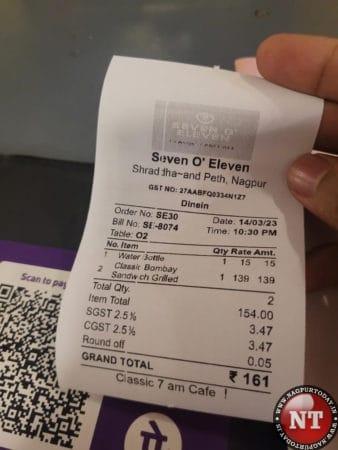 SEVEN O'
ELEVEN
Seven O' Eleven
Shraddha-and Peth, Nagpur
GST NO: 27AABFQ0334N1Z7
Dinein
Order No: SE30 Date: 14/03/23
Bill No: SE-8074 Time: 10:30 PM
Table: O2
No. Item Qty Rate Amt.
1 Water Bottle 1 15 15
2 Classic Bombay Sandwich Grilled 1 139 139
Total Qty. 2
Item Total 154.00
SGST 2.5% 3.47
CGST 2.5% 3.47
Round off 0.05
GRAND TOTAL ₹ 161
Classic 7 am Cafe !
Scan to pay
NT
WWW.NAGPURTODAY.IN